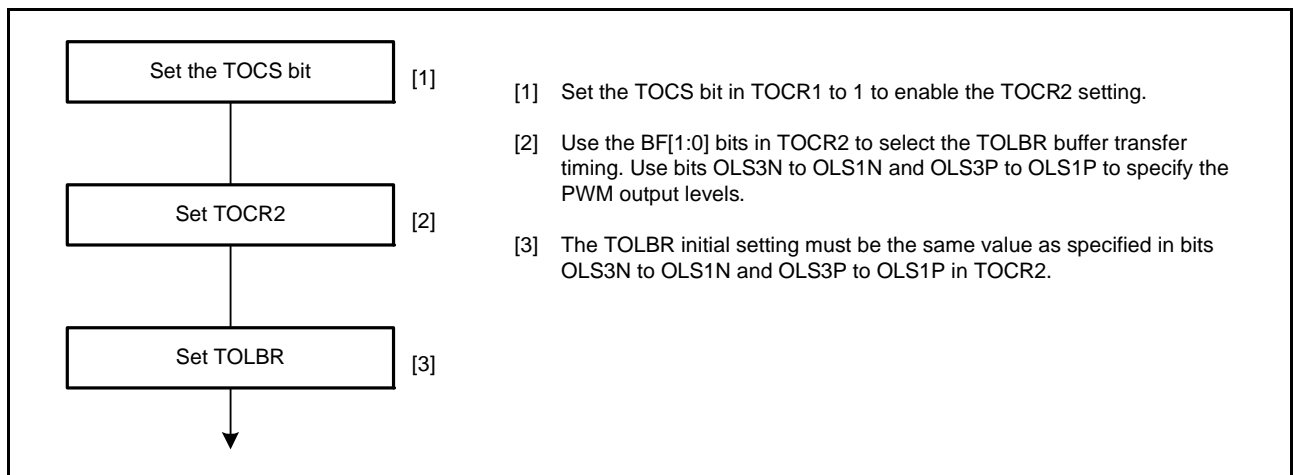 Set the TOCS bit
[1]
Set TOCR2
[2]
Set TOLBR
[3]
[1] Set the TOCS bit in TOCR1 to 1 to enable the TOCR2 setting.
[2] Use the BF[1:0] bits in TOCR2 to select the TOLBR buffer transfer
timing. Use bits OLS3N to OLS1N and OLS3P to OLS1P to specify the
PWM output levels.
[3] The TOLBR initial setting must be the same value as specified in bits
OLS3N to OLS1N and OLS3P to OLS1P in TOCR2.